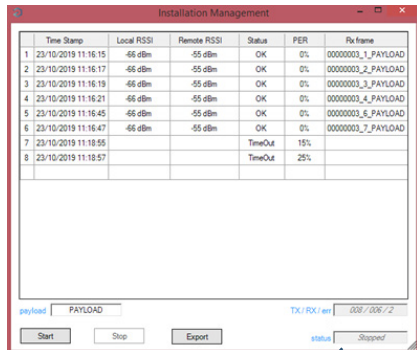 Installation Management
Time Stamp Local RSSI Remote RSSI Status PER Rx frame
1 23/10/2019 11:16:15 -66 dBm -55 dBm OK 0% 00000003_1_PAYLOAD
2 23/10/2019 11:16:17 -66 dBm -55 dBm OK 0% 00000003_2_PAYLOAD
3 23/10/2019 11:16:19 -66 dBm -55 dBm OK 0% 00000003_3_PAYLOAD
4 23/10/2019 11:16:21 -66 dBm -55 dBm OK 0% 00000003_4_PAYLOAD
5 23/10/2019 11:16:45 -66 dBm -55 dBm OK 0% 00000003_6_PAYLOAD
6 23/10/2019 11:16:47 -66 dBm -55 dBm OK 0% 00000003_7_PAYLOAD
7 23/10/2019 11:18:55 TimeOut 15%
8 23/10/2019 11:18:57 TimeOut 25%
payload PAYLOAD TX / RX / err 008 / 006 / 2
Start Stop Export status Stopped